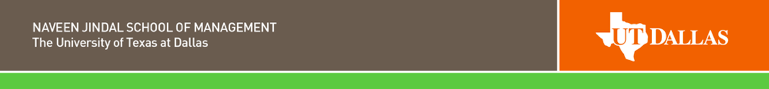 NAVEEN JINDAL SCHOOL OF MANAGEMENT
The University of Texas at Dallas
UT DALLAS